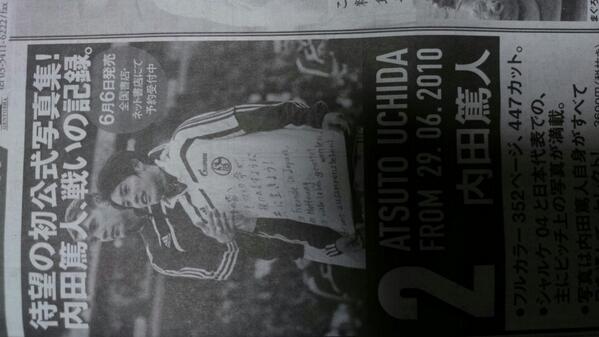 待望の初公式写真集!
内田篤人、戦いの記録。
6月6日発売
全国書店・
ネット書店にて
予約受付中
2
ATSUTO UCHIDA
FROM 29. 06. 2010
内田篤人
●フルカラー352ページ、447カット。
●シャルケ04と日本代表での、
主にピッチ上の写真が満載。
●写真は内田篤人自身がすべて